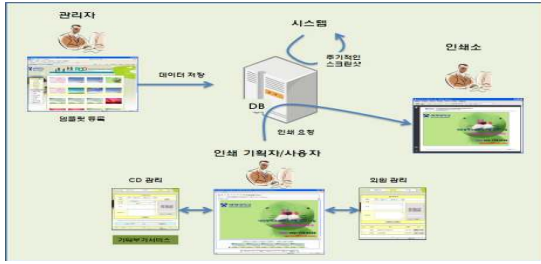 관리자
시스템
인쇄소
주기적인
스크린샷
데이터 저장
DB
인쇄 요청
템플릿 등록
인쇄 기획자/사용자
CD 관리
회원 관리